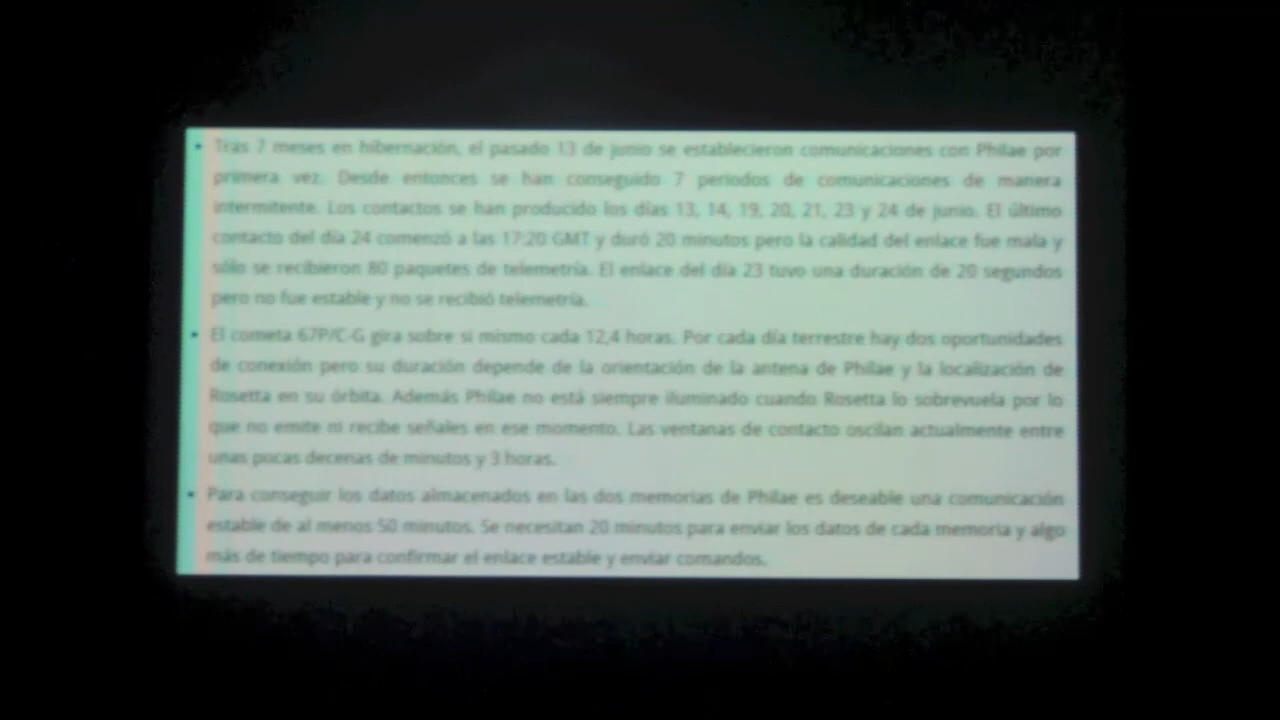 • Tras 7 meses en hibernación, el pasado 13 de junio se establecieron comunicaciones con Philae por
primera vez. Desde entonces se han conseguido 7 periodos de comunicaciones de manera
intermitente. Los contactos se han producido los días 13, 14, 19, 20, 21, 23 y 24 de junio. El último
contacto del día 24 comenzó a las 17:20 GMT y duró 20 minutos pero la calidad del enlace fue mala y
sólo se recibieron 80 paquetes de telemetría. El enlace del día 23 tuvo una duración de 20 segundos
pero no fue estable y no se recibió telemetría.
• El cometa 67P/C-G gira sobre si mismo cada 12,4 horas. Por cada día terrestre hay dos oportunidades
de conexión pero su duración depende de la orientación de la antena de Philae y la localización de
Rosetta en su órbita. Además Philae no está siempre iluminado cuando Rosetta lo sobrevuela por lo
que no emite ni recibe señales en ese momento. Las ventanas de contacto oscilan actualmente entre
unas pocas decenas de minutos y 3 horas.
• Para conseguir los datos almacenados en las dos memorias de Philae es deseable una comunicación
estable de al menos 50 minutos. Se necesitan 20 minutos para enviar los datos de cada memoria y algo
más de tiempo para confirmar el enlace estable y enviar comandos.